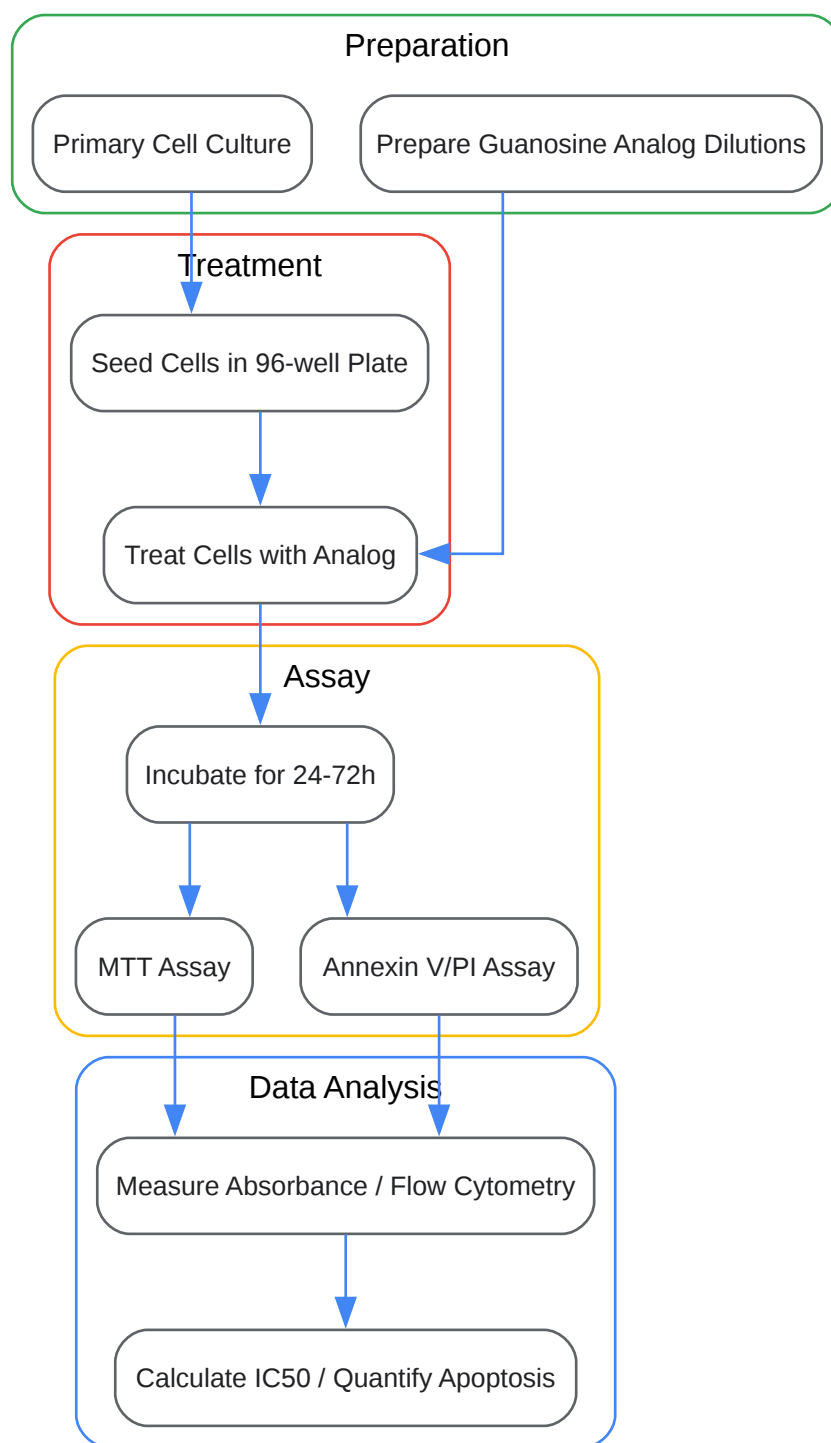 Preparation
Primary Cell Culture
Prepare Guanosine Analog Dilutions
Treatment
Seed Cells in 96-well Plate
Treat Cells with Analog
Assay
Incubate for 24-72h
MTT Assay
Annexin V/PI Assay
Data Analysis
Measure Absorbance / Flow Cytometry
Calculate IC50 / Quantify Apoptosis